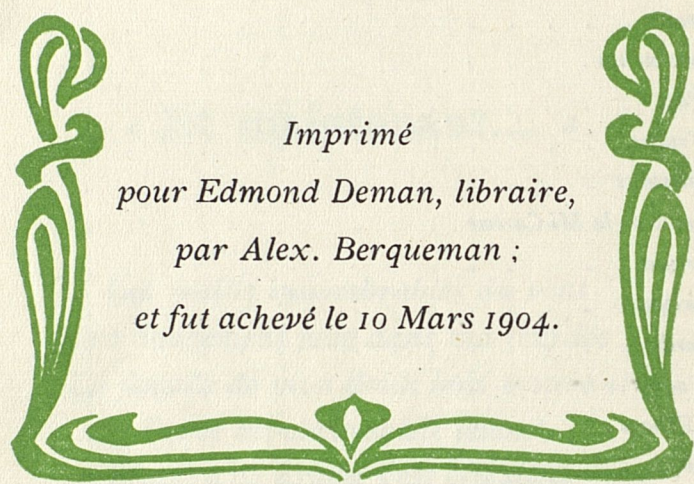 Imprimé
pour Edmond Deman, libraire,
par Alex. Berqueman ;
et fut achevé le 10 Mars 1904.